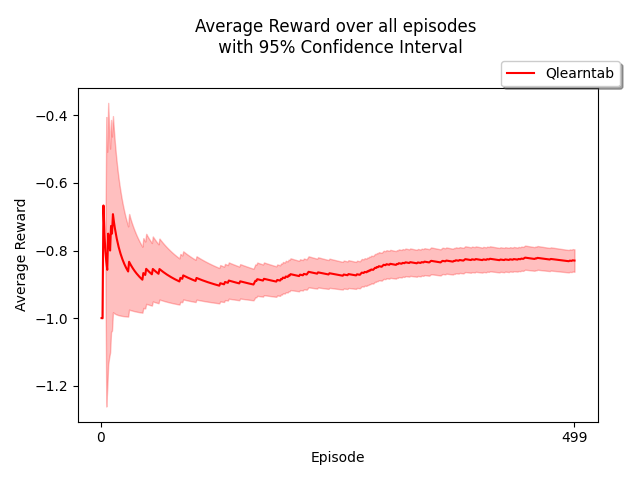 Average Reward over all episodes
with 95% Confidence Interval
Qlearntab
−0.4
−0.6
−0.8
−1.0
−1.2
Average Reward
0
499
Episode